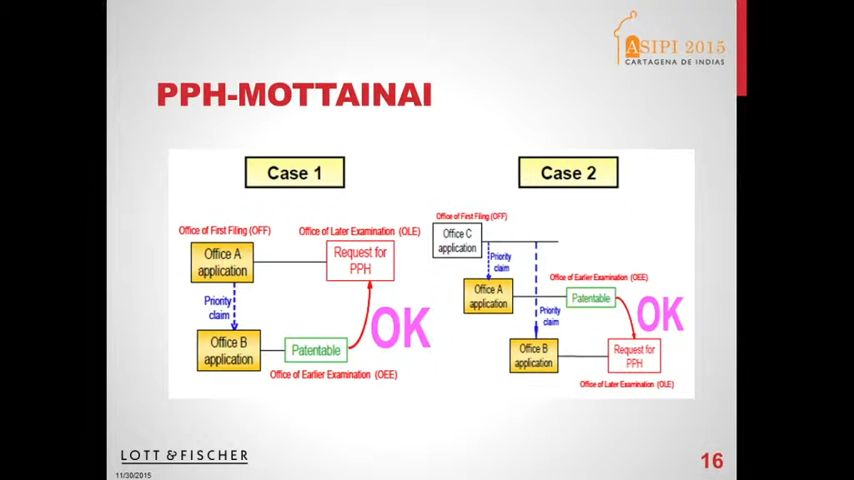 ASIPI 2015
CARTAGENA DE INDIAS
PPH-MOTTAINAI
Case 1
Office of First Filing (OFF)
Office of Later Examination (OLE)
Office A
application
Request for
PPH
Priority
claim
OK
Office B
application
Patentable
Office of Earlier Examination (OEE)
Case 2
Office of First Filing (OFF)
Office C
application
Priority
claim
Office of Earlier Examination (OEE)
Office A
application
Patentable
Priority
claim
OK
Office B
application
Request for
PPH
Office of Later Examination (OLE)
LOTT & FISCHER
11/30/2015
16